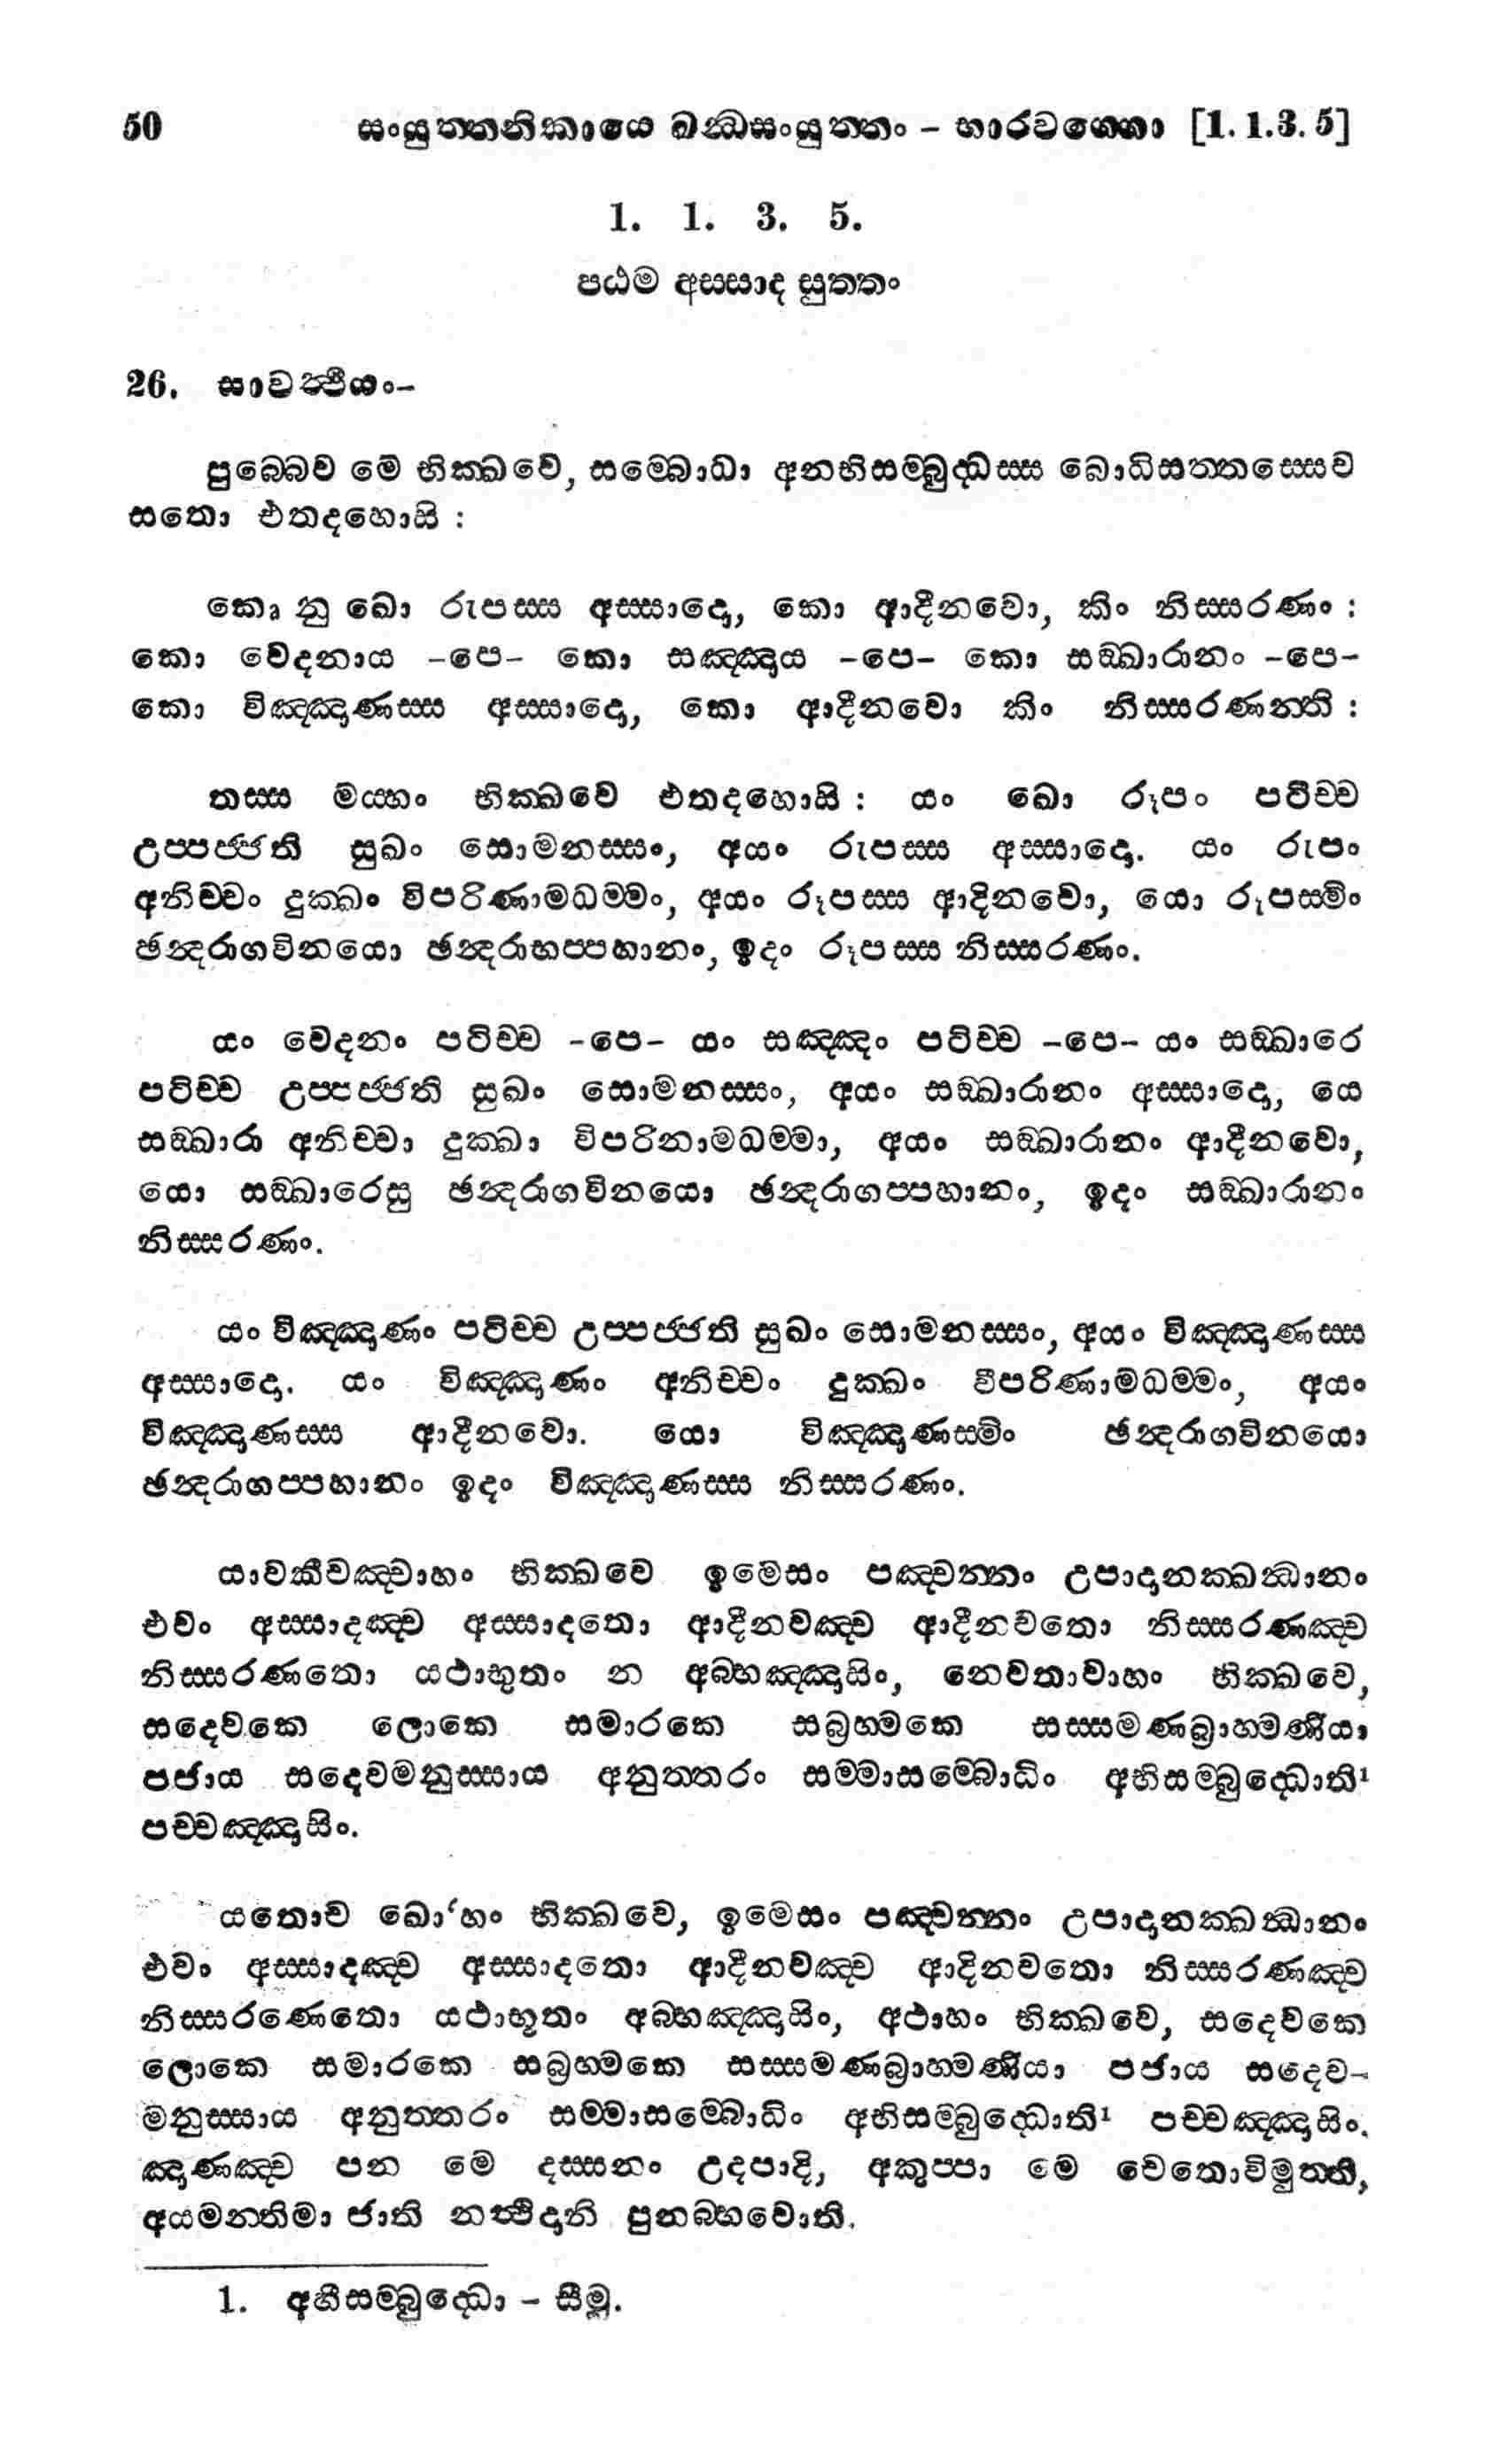 50 සංයුත්තනිකායෙ ඛන්ධසංයුත්තං – භාරවග්ගො [1. 1.3. 5]
1. 1. 3. 5.
පඨම අස්සාද සුත්තං
26. සාවත්ථියං–
පුබ්බෙව මේ භික්ඛවේ, සම්බොධා අනභිසම්බුද්ධස්ස බොධිසත්තස්සෙව
සතො එතදහොසි :
කො නු ඛො රූපස්ස අස්සාදො, කො ආදීනවො, කිං නිස්සරණං :
කො වෙදනාය –පෙ– කො සඤ්ඤාය –පෙ– කො සඞ්ඛාරානං –පෙ–
කො විඤ්ඤාණස්ස අස්සාදො, කො ආදීනවො කිං නිස්සරණන්ති :
තස්ස මය්හං භික්ඛවේ එතදහොසි : යං ඛො රූපං පටිච්ච
උප්පජ්ජති සුඛං සොමනස්සං, අයං රූපස්ස අස්සාදො. යං රූපං
අනිච්චං දුක්ඛං විපරිණාමධම්මං, අයං රූපස්ස ආදිනවො, යො රූපස්මිං
ඡන්දරාගවිනයො ඡන්දරාභප්පහානං, ඉදං රූපස්ස නිස්සරණං.
යං වෙදනං පටිච්ච –පෙ– යං සඤ්ඤං පටිච්ච –පෙ– යං සඞ්ඛාරෙ
පටිච්ච උප්පජ්ජති සුඛං සොමනස්සං, අයං සඞ්ඛාරානං අස්සාදො, යෙ
සඞ්ඛාරා අනිච්චා දුක්ඛා විපරිනාමධම්මා, අයං සඞ්ඛාරානං ආදීනවො,
යො සඞ්ඛාරෙසු ඡන්දරාගවිනයො ඡන්දරාගප්පහානං, ඉදං සඞ්ඛාරානං
නිස්සරණං.
යං විඤ්ඤාණං පටිච්ච උප්පජ්ජති සුඛං සොමනස්සං, අයං විඤ්ඤාණස්ස
අස්සාදො. යං විඤ්ඤාණං අනිච්චං දුක්ඛං විපරිණාමධම්මං, අයං
විඤ්ඤාණස්ස ආදීනවො. යො විඤ්ඤාණස්මිං ඡන්දරාගවිනයො
ඡන්දරාගප්පහානං ඉදං විඤ්ඤාණස්ස නිස්සරණං.
යාවකීවඤ්චාහං භික්ඛවෙ ඉමෙසං පඤ්චන්නං උපාදානක්ඛන්ධානං
එවං අස්සාදඤ්ච අස්සාදතො ආදීනවඤ්ච ආදීනවතො නිස්සරණඤ්ච
නිස්සරණතො යථාභුතං න අබ්භඤ්ඤාසිං, නෙවතාවාහං භික්ඛවෙ,
සදෙවකෙ ලොකෙ සමාරකෙ සබ්‍රහ්මකෙ සස්සමණබ්‍රාහ්මණියා
පජාය සදෙවමනුස්සාය අනුත්තරං සම්මාසම්බොධිං අභිසම්බුද්ධොති¹
පච්චඤ්ඤාසිං.
යතොච ඛො‘හං භික්ඛවෙ, ඉමෙසං පඤ්චන්නං උපාදානක්ඛන්ධානං
එවං අස්සාදඤ්ච අස්සාදතො ආදීනවඤ්ච ආදිනවතො නිස්සරණඤ්ච
නිස්සරණෙතො යථාභූතං අබ්භඤ්ඤාසිං, අථාහං භික්ඛවෙ, සදෙවකෙ
ලොකෙ සමාරකෙ සබ්‍රහ්මකෙ සස්සමණබ්‍රාහ්මණියා පජාය සදෙව–
මනුස්සාය අනුත්තරං සම්මාසම්බොධිං අභිසම්බුද්ධොති¹ පච්චඤ්ඤාසිං.
ඤාණඤ්ච පන මේ දස්සනං උදපාදි, අකුප්පා මෙ චෙතොවිමුත්ති,
අයමන්තිමා ජාති නත්ථිදානි පුනබ්භවොති.
1. අභිසම්බුද්ධො – සීමු.